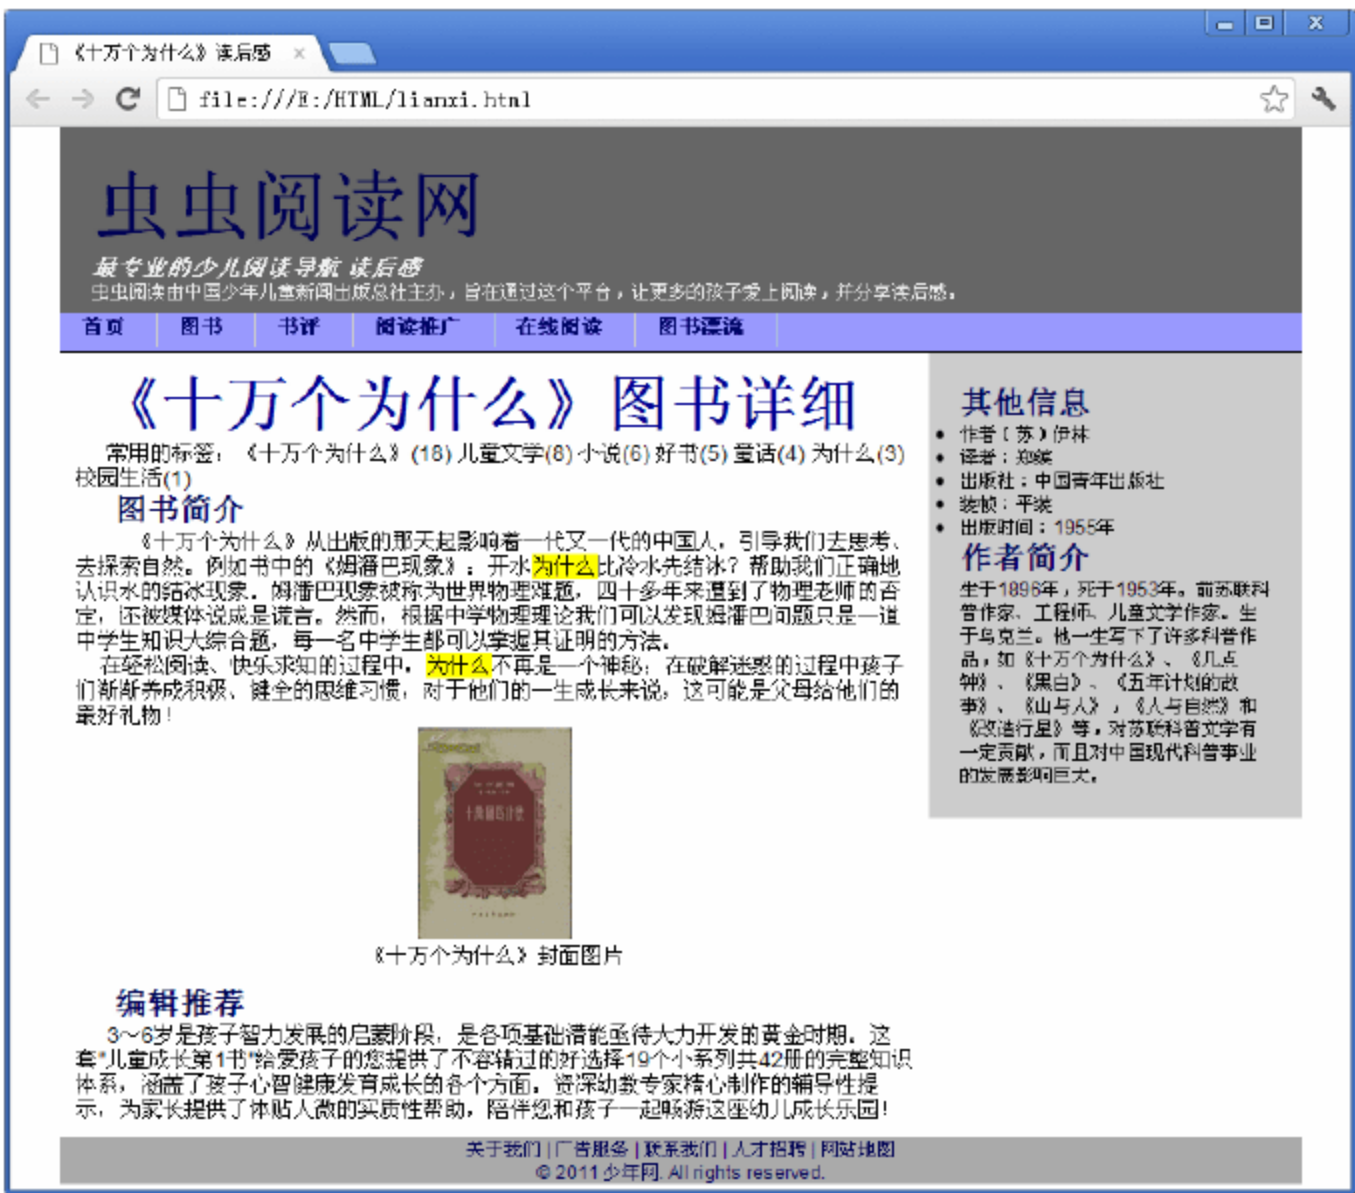 《十万个为什么》读后感
file:///E:/HTML/lianxi.html
虫虫阅读网
最专业的少儿阅读导航 读后感
虫虫阅读由中国少年儿童新闻出版总社主办，旨在通过这个平台，让更多的孩子爱上阅读，并分享读后感。
首页 图书 书评 阅读推广 在线阅读 图书漂流
《十万个为什么》图书详细
常用的标签：《十万个为什么》(18) 儿童文学(8) 小说(6) 好书(5) 童话(4) 为什么(3)
校园生活(1)
图书简介
《十万个为什么》从出版的那天起影响着一代又一代的中国人，引导我们去思考、
去探索自然。例如书中的《姆潘巴现象》：开水为什么比冷水先结冰？帮助我们正确地
认识水的结冰现象。姆潘巴现象被称为世界物理难题，四十多年来遭到了物理老师的否
定，还被媒体说成是谎言。然而，根据中学物理理论我们可以发现姆潘巴问题只是一道
中学生知识大综合题，每一名中学生都可以掌握其证明的方法。
在轻松阅读、快乐求知的过程中，为什么不再是一个神秘；在破解迷惑的过程中孩子
们渐渐养成积极、健全的思维习惯，对于他们的一生成长来说，这可能是父母给他们的
最好礼物！
《十万个为什么》封面图片
编辑推荐
3～6岁是孩子智力发展的启蒙阶段，是各项基础潜能亟待大力开发的黄金时期。这
套"儿童成长第1书"给爱孩子的您提供了不容错过的好选择19个小系列共42册的完整知识
体系，涵盖了孩子心智健康发育成长的各个方面。资深幼教专家精心制作的辅导性提
示，为家长提供了体贴入微的实质性帮助，陪伴您和孩子一起畅游这座幼儿成长乐园！
其他信息
作者（苏）伊林
译者：郑缤
出版社：中国青年出版社
装帧：平装
出版时间：1955年
作者简介
生于1896年，死于1953年。前苏联科
普作家、工程师、儿童文学作家。生
于乌克兰。他一生写下了许多科普作
品，如《十万个为什么》、《几点
钟》、《黑白》、《五年计划的故
事》、《山与人》，《人与自然》和
《改造行星》等，对苏联科普文学有
一定贡献，而且对中国现代科普事业
的发展影响巨大。
关于我们 | 广告服务 | 联系我们 | 人才招聘 | 网站地图
© 2011 少年网. All rights reserved.